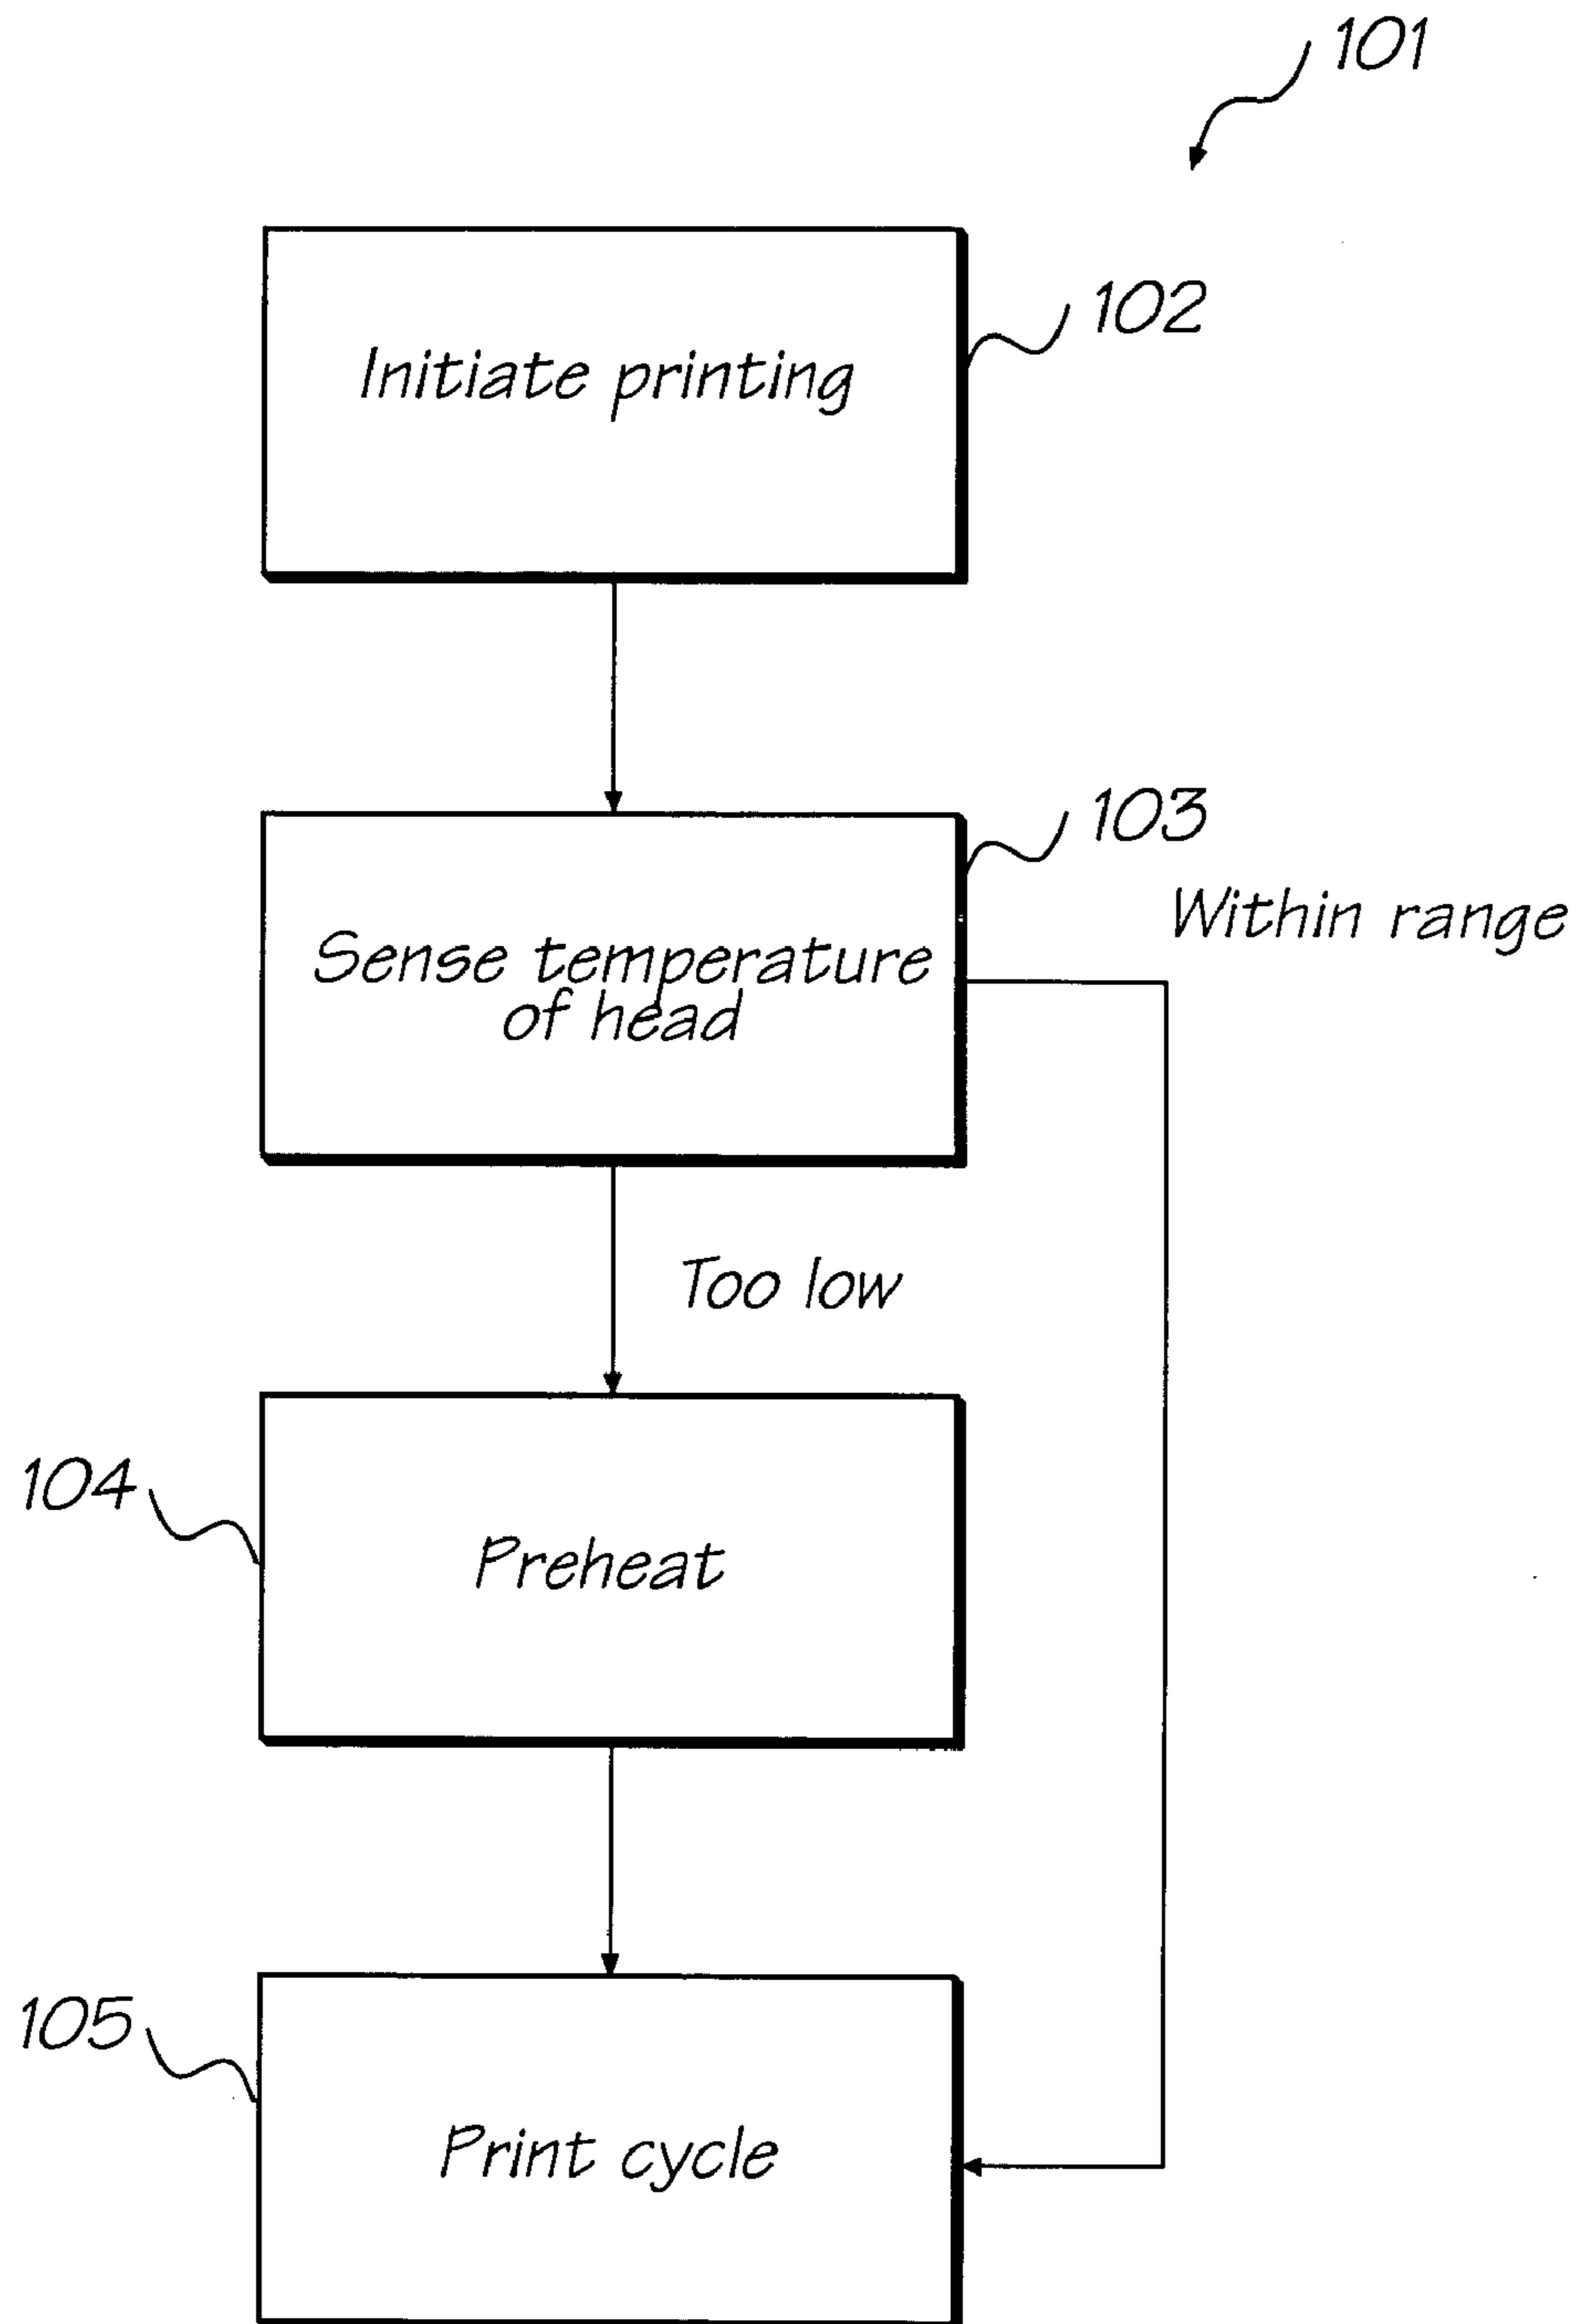 101
Initiate printing
102
103
Within range
Sense temperature
of head
Too low
104
Preheat
105
Print cycle